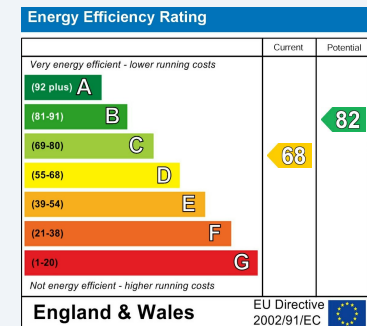 Energy Efficiency Rating
Current Potential
Very energy efficient - lower running costs
(92 plus) A
(81-91) B
82
(69-80) C
68
(55-68) D
(39-54) E
(21-38) F
(1-20) G
Not energy efficient - higher running costs
England & Wales
EU Directive
2002/91/EC